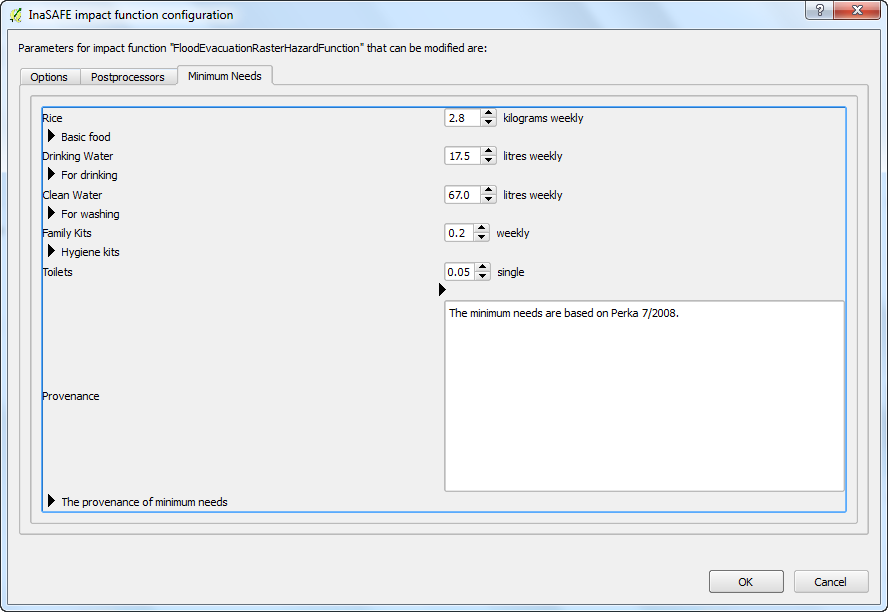 InaSAFE impact function configuration
?
Parameters for impact function "FloodEvacuationRasterHazardFunction" that can be modified are:
Options Postprocessors Minimum Needs
Rice 2.8 kilograms weekly
Basic food
Drinking Water 17.5 litres weekly
For drinking
Clean Water 67.0 litres weekly
For washing
Family Kits 0.2 weekly
Hygiene kits
Toilets 0.05 single
The minimum needs are based on Perka 7/2008.
Provenance
The provenance of minimum needs
OK Cancel